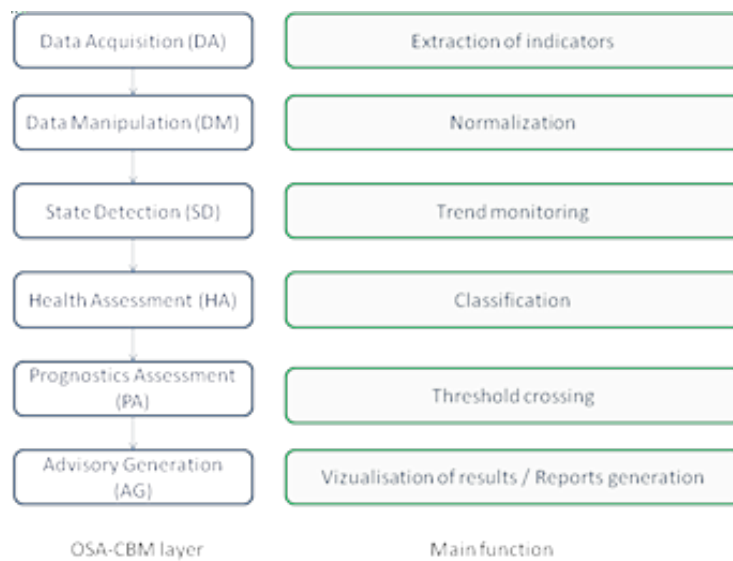 Data Acquisition (DA)
Extraction of indicators
Data Manipulation (DM)
Normalization
State Detection (SD)
Trend monitoring
Health Assessment (HA)
Classification
Prognostics Assessment
(PA)
Threshold crossing
Advisory Generation
(AG)
Vizualisation of results / Reports generation
OSA-CBM layer
Main function